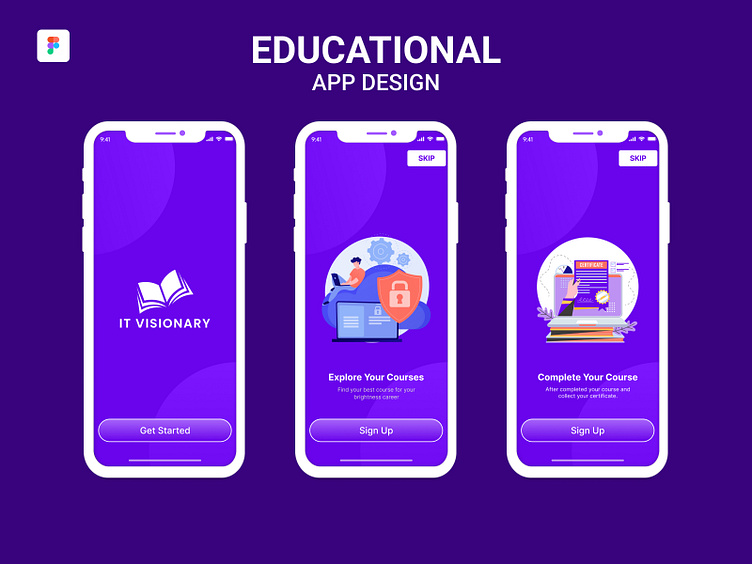 EDUCATIONAL
APP DESIGN
9:41
IT VISIONARY
Get Started
9:41
SKIP
Explore Your Courses
Find your best course for your
brightness career
Sign Up
9:41
SKIP
CERTIFICATE
Complete Your Course
After completed your course and
collect your certificate.
Sign Up